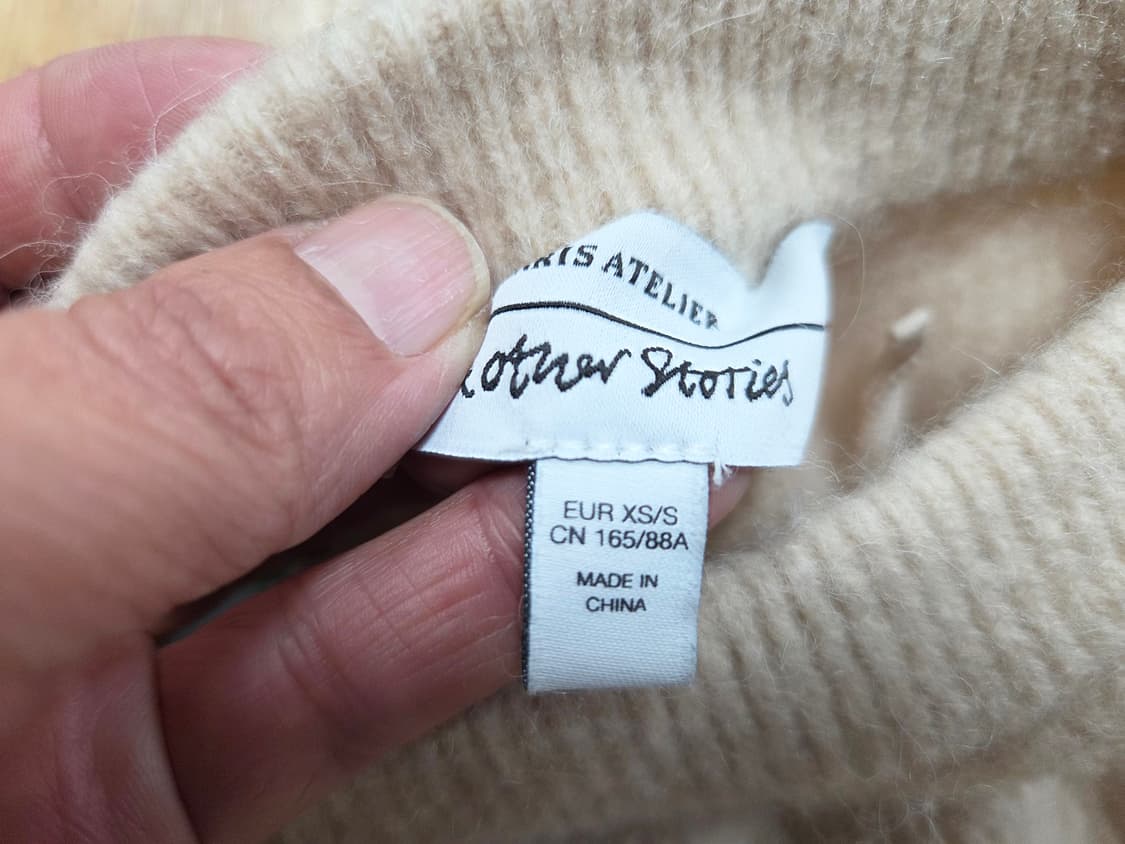 ATELIER
other Stories
EUR XS/S
CN 165/88A
MADE IN
CHINA